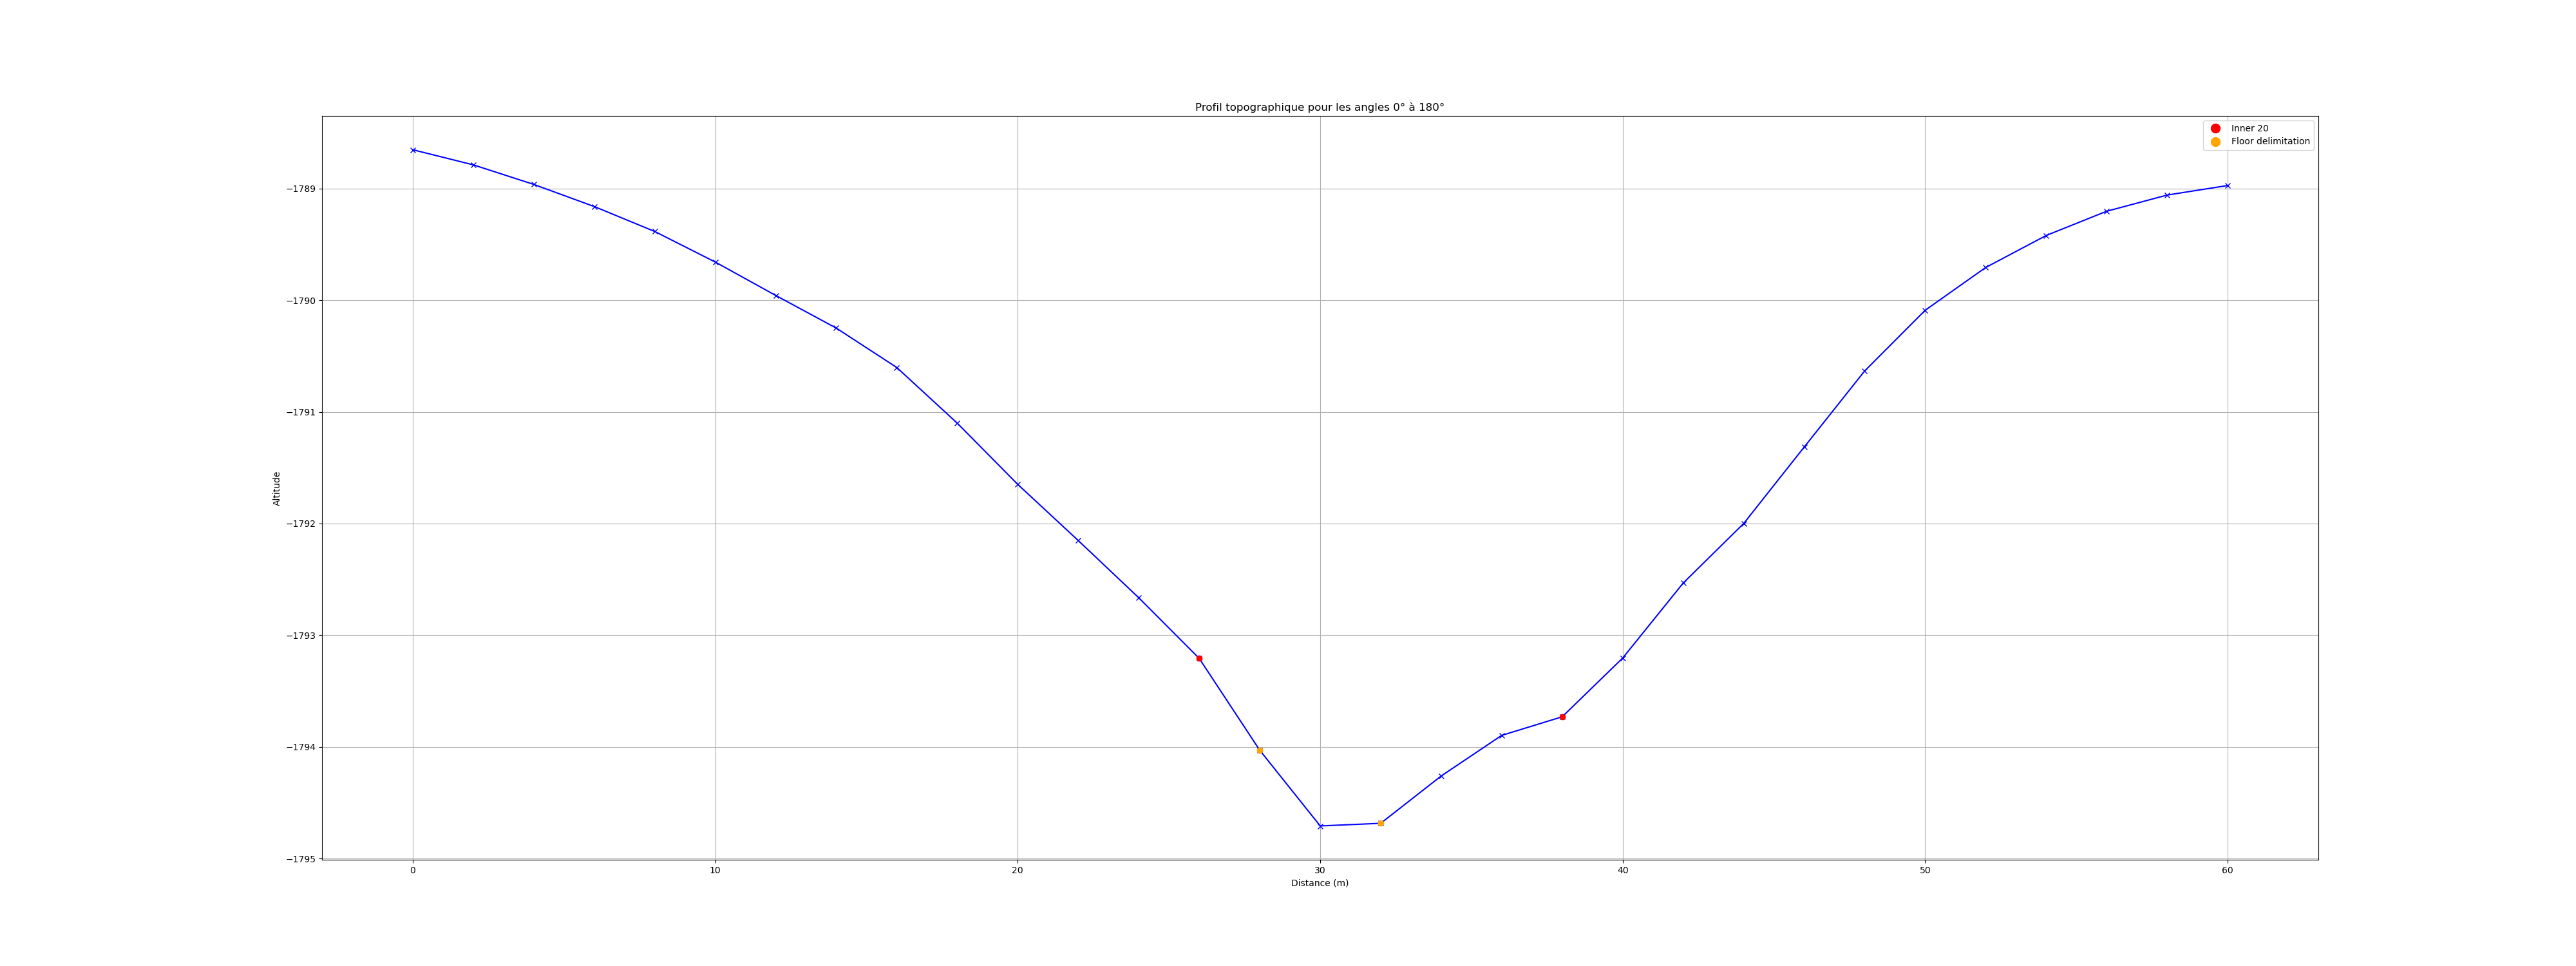 Profil topographique pour les angles 0° à 180°
Inner 20
Floor delimitation
−1789
−1790
−1791
−1792
−1793
−1794
−1795
Altitude
0 10 20 30 40 50 60
Distance (m)